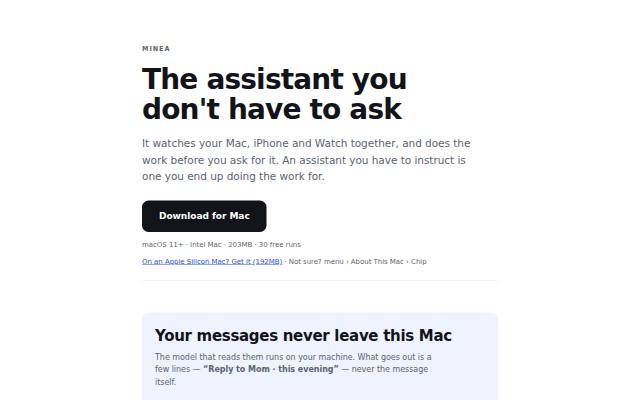 MINEA
The assistant you
don't have to ask
It watches your Mac, iPhone and Watch together, and does the
work before you ask for it. An assistant you have to instruct is
one you end up doing the work for.
Download for Mac
macOS 11+ · Intel Mac · 203MB · 30 free runs
On an Apple Silicon Mac? Get it (192MB) · Not sure? menu › About This Mac › Chip
Your messages never leave this Mac
The model that reads them runs on your machine. What goes out is a
few lines — “Reply to Mom · this evening” — never the message
itself.